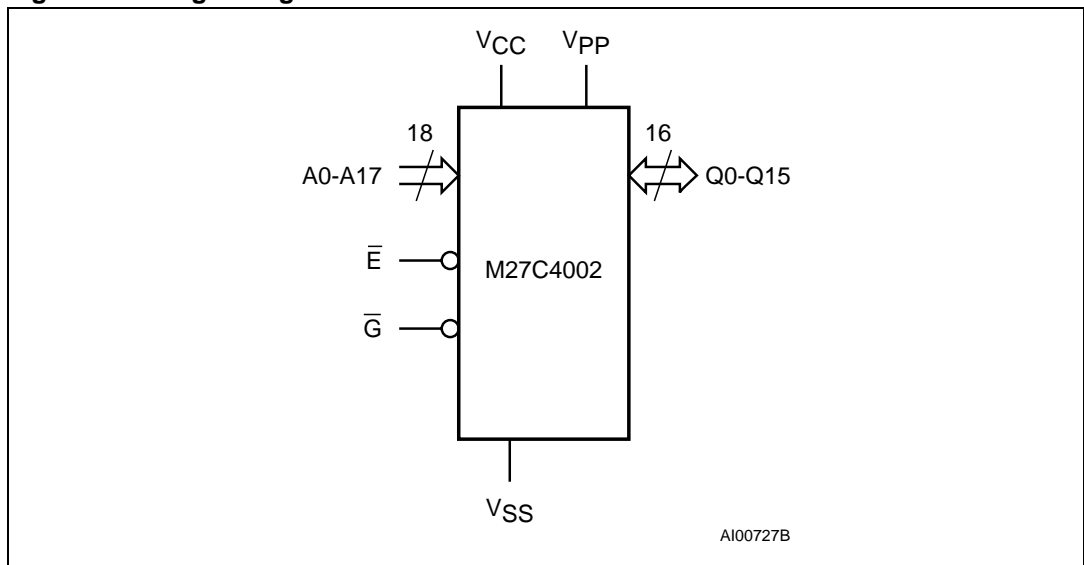 VCC VPP
18 16
A0-A17 Q0-Q15
E̅
M27C4002
G̅
VSS
AI00727B